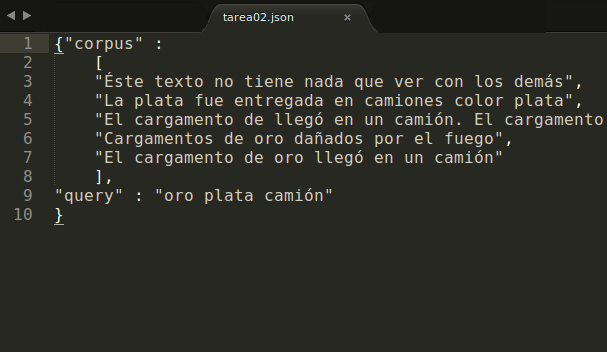 tarea02.json
1 {"corpus" :
2 [
3 "Éste texto no tiene nada que ver con los demás",
4 "La plata fue entregada en camiones color plata",
5 "El cargamento de llegó en un camión. El cargamento
6 "Cargamentos de oro dañados por el fuego",
7 "El cargamento de oro llegó en un camión"
8 ],
9 "query" : "oro plata camión"
10 }